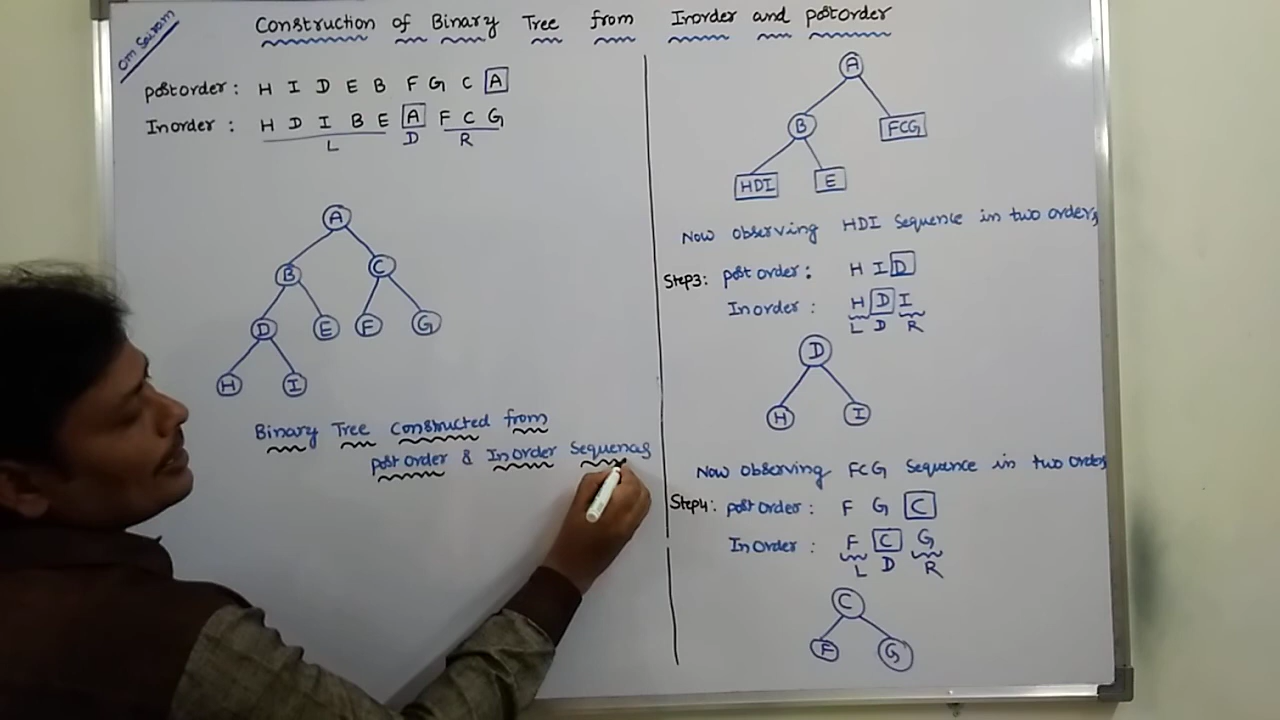 Om Sairam
Construction of Binary Tree from Inorder and postorder
postorder : H I D E B F G C A
Inorder : H D I B E A F C G
L D R
A
B C
D E F G
H I
Binary Tree constructed from
post order & Inorder Sequences
A
B FCG
HDI E
Now observing HDI Sequence in two orders
Step3: post order : H I D
Inorder : H D I
L D R
D
H I
Now observing FCG Sequence in two orders
Step4: post order : F G C
Inorder : F C G
L D R
C
F G